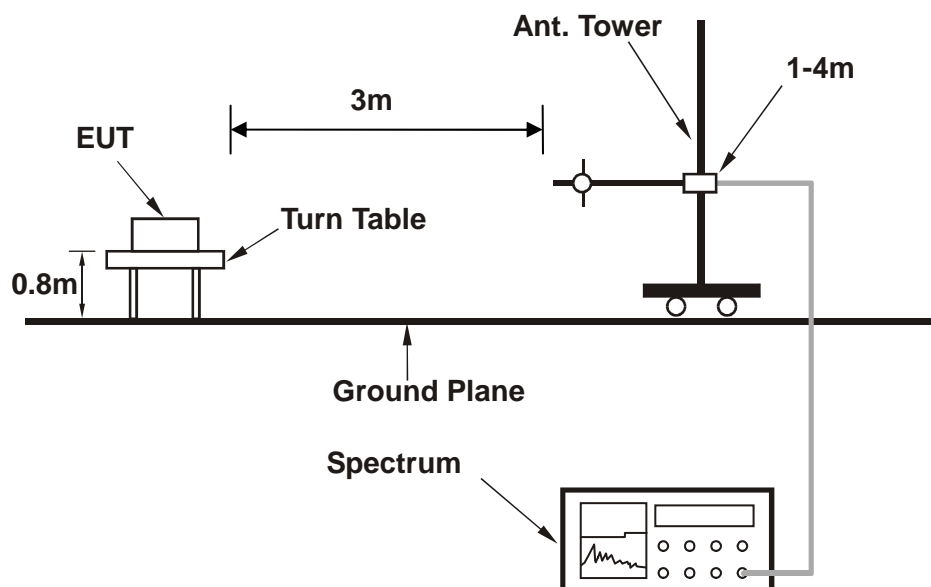 Ant. Tower
1-4m
3m
EUT
Turn Table
0.8m
Ground Plane
Spectrum